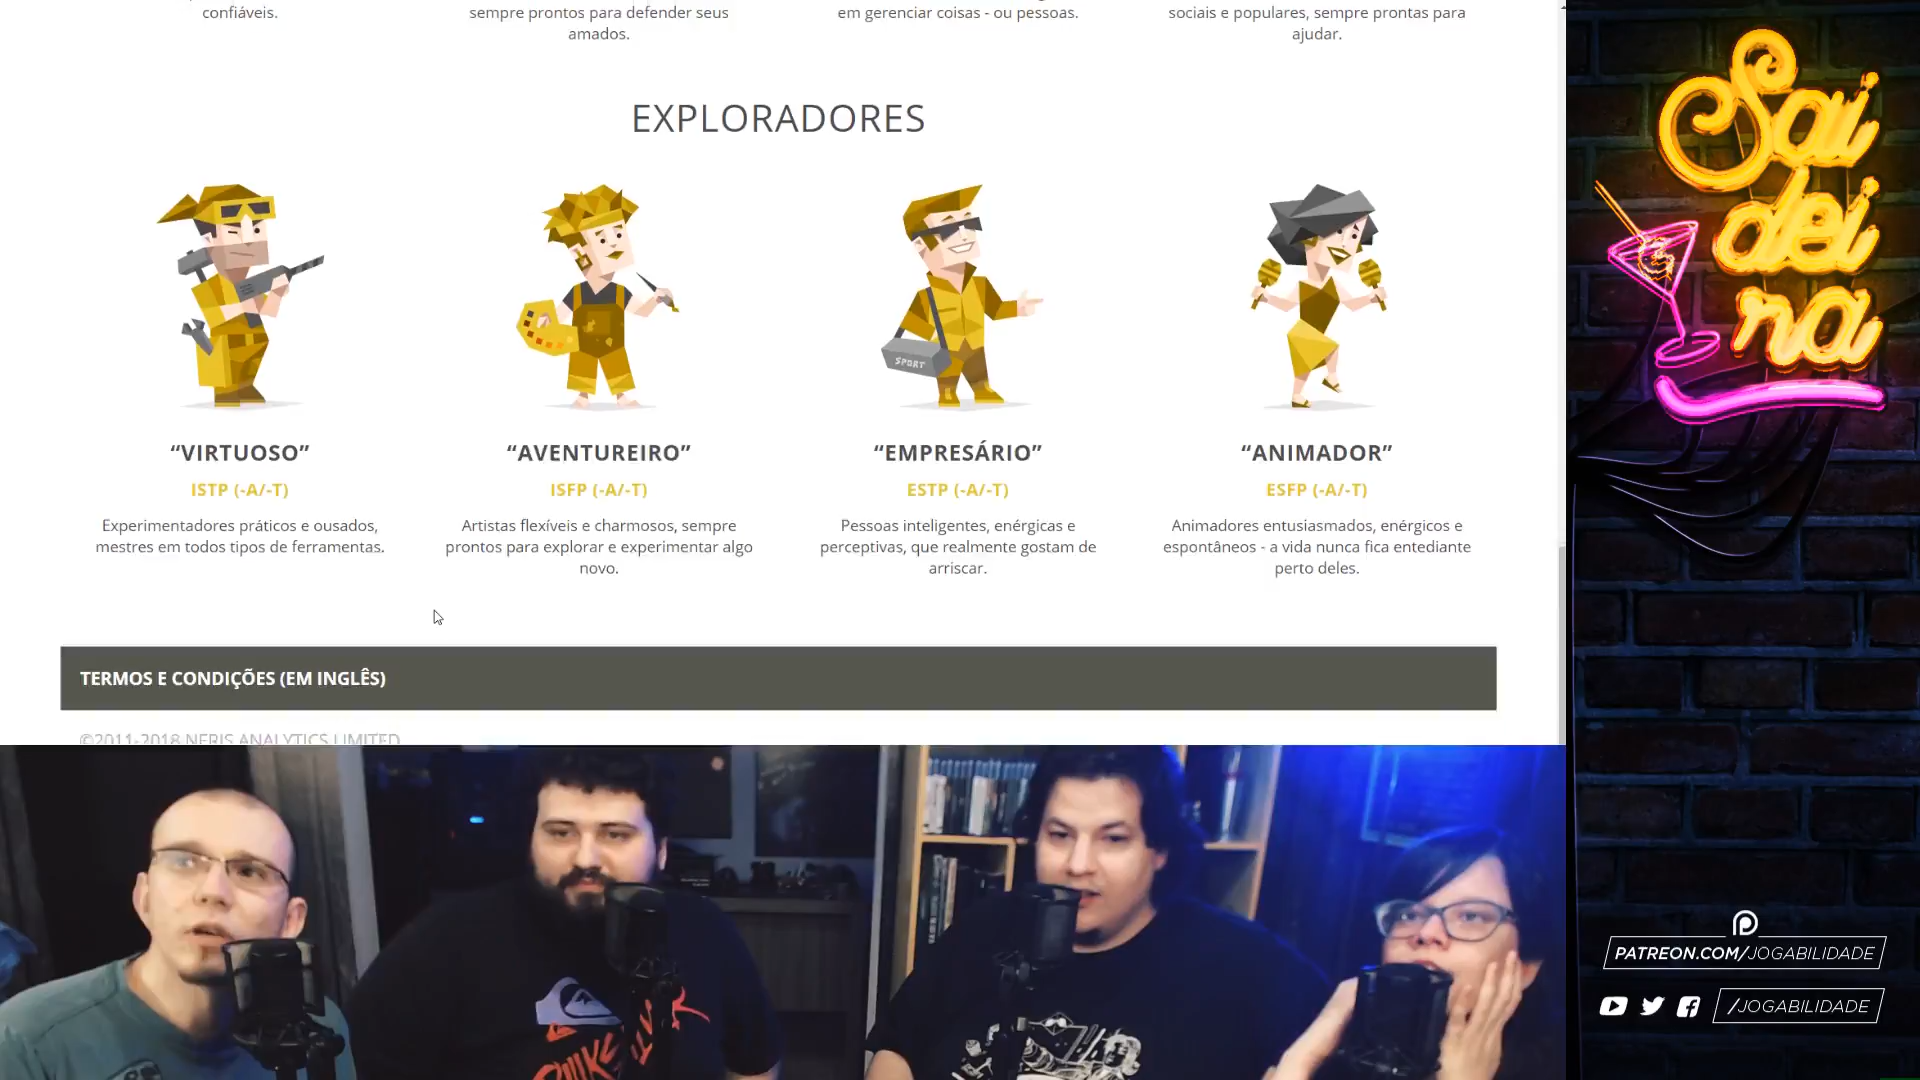 confiáveis.
sempre prontos para defender seus
amados.
em gerenciar coisas - ou pessoas.
sociais e populares, sempre prontas para
ajudar.
EXPLORADORES
SPORT
“VIRTUOSO”
ISTP (-A/-T)
Experimentadores práticos e ousados,
mestres em todos tipos de ferramentas.
“AVENTUREIRO”
ISFP (-A/-T)
Artistas flexíveis e charmosos, sempre
prontos para explorar e experimentar algo
novo.
“EMPRESÁRIO”
ESTP (-A/-T)
Pessoas inteligentes, enérgicas e
perceptivas, que realmente gostam de
arriscar.
“ANIMADOR”
ESFP (-A/-T)
Animadores entusiasmados, enérgicos e
espontâneos - a vida nunca fica entediante
perto deles.
TERMOS E CONDIÇÕES (EM INGLÊS)
©2011-2018 NERIS ANALYTICS LIMITED
Sai
dei
ra
PATREON.COM/JOGABILIDADE
/JOGABILIDADE